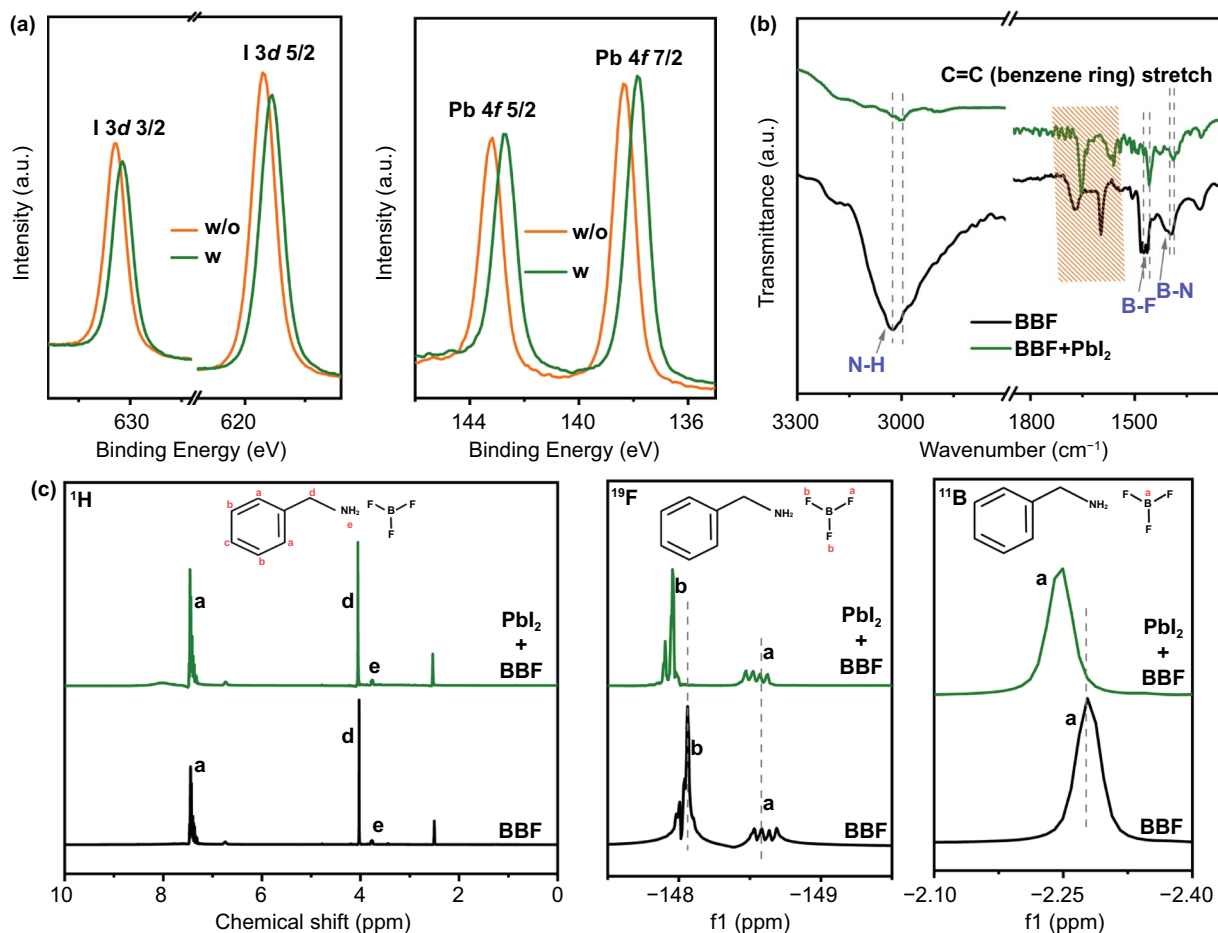 (a)
I 3d 5/2
I 3d 3/2
w/o
w
Intensity (a.u.)
630
620
Binding Energy (eV)
Pb 4f 7/2
Pb 4f 5/2
w/o
w
Intensity (a.u.)
144
140
136
Binding Energy (eV)
(b)
C=C (benzene ring) stretch
B-N
B-F
N-H
BBF
BBF+PbI₂
Transmittance (a.u.)
3300
3000
1800
1500
Wavenumber (cm⁻¹)
(c)
¹H
a
d
b
NH₂
e
F
B
F
F
c
a
b
a
d
e
PbI₂
+
BBF
a
d
e
BBF
10
8
6
4
2
0
Chemical shift (ppm)
¹⁹F
NH₂
b
a
F
B
F
F
b
b
a
PbI₂
+
BBF
b
a
BBF
−148
−149
f1 (ppm)
¹¹B
NH₂
a
F
B
F
F
a
PbI₂
+
BBF
a
BBF
−2.10
−2.25
−2.40
f1 (ppm)